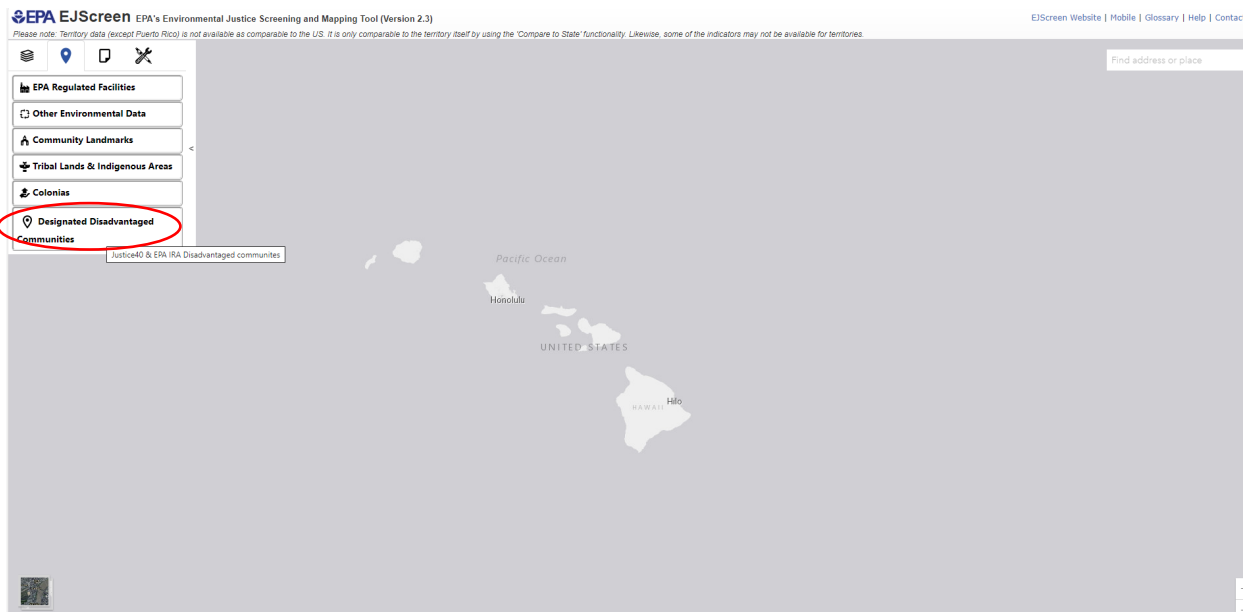 EPA EJScreen EPA's Environmental Justice Screening and Mapping Tool (Version 2.3)
EJScreen Website | Mobile | Glossary | Help | Contact
Please note: Territory data (except Puerto Rico) is not available as comparable to the US. It is only comparable to the territory itself by using the 'Compare to State' functionality. Likewise, some of the indicators may not be available for territories.
Find address or place
EPA Regulated Facilities
Other Environmental Data
Community Landmarks
<
Tribal Lands & Indigenous Areas
Colonias
Designated Disadvantaged
Communities
Justice40 & EPA IRA Disadvantaged communites
Pacific Ocean
Honolulu
UNITED STATES
Hilo
HAWAII